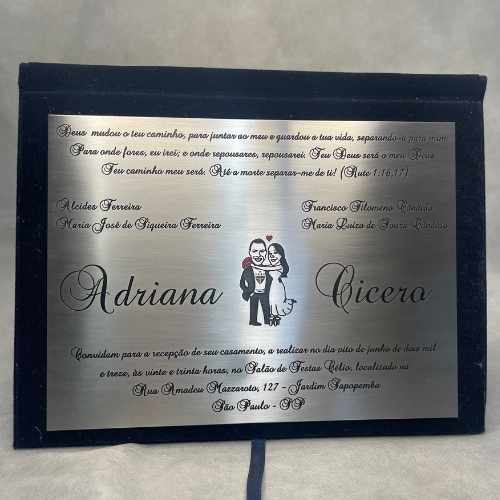 Deus mudou o teu caminho, para juntar ao meu e guardou a tua vida, separando-a para mim.
Para onde fores, eu irei; e onde repousares, repousarei. Teu Deus será o meu Deus
Teu caminho meu será. Até a morte separar-me de ti! (Rute 1:16,17)
Alcides Ferreira
Maria José de Siqueira Ferreira
Francisco Filomeno Cândido
Maria Luiza de Souza Cândido
Adriana Cicero
Convidam para a recepção de seu casamento, a realizar no dia oito de junho de dois mil
e treze, às vinte e trinta horas, no Salão de Festas Célio, localizado na
Rua Amadeu Mazzaroto, 127 - Jardim Sapopemba
São Paulo - SP